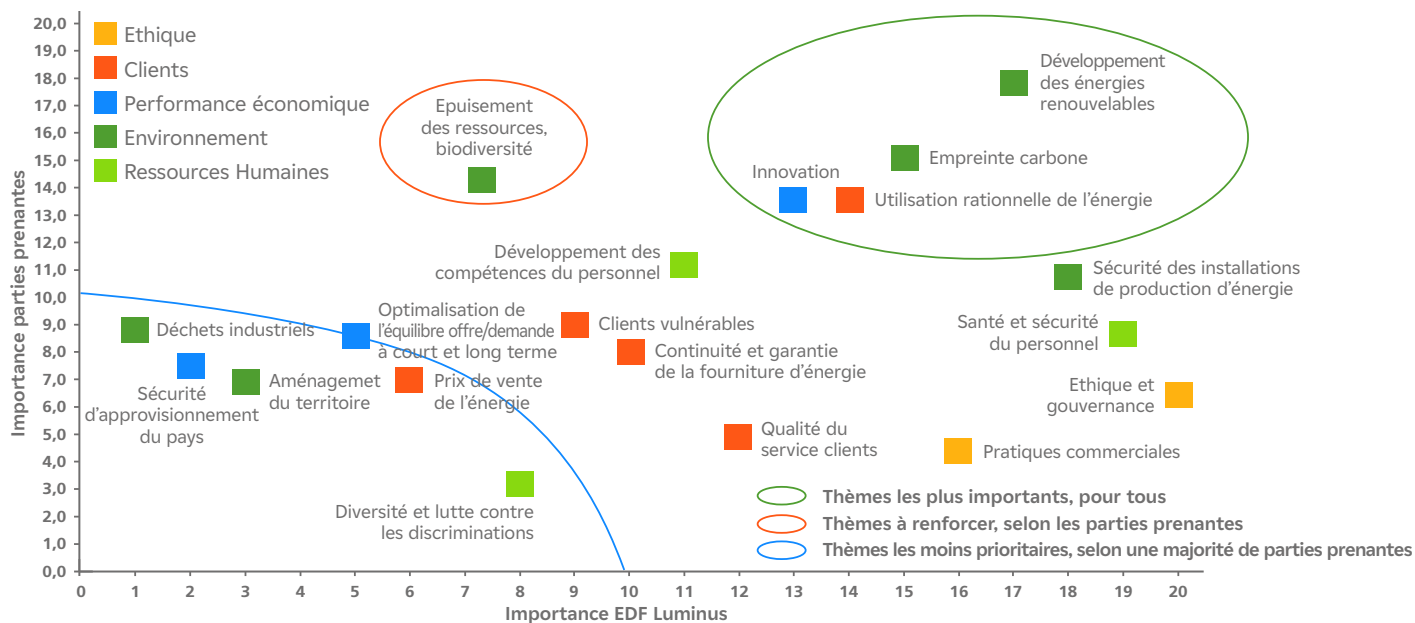 Importance parties prenantes
20,0
19,0
18,0
17,0
16,0
15,0
14,0
13,0
12,0
11,0
10,0
9,0
8,0
7,0
6,0
5,0
4,0
3,0
2,0
1,0
0,0
Ethique
Clients
Performance économique
Environnement
Ressources Humaines
Epuisement
des ressources,
biodiversité
Développement
des énergies
renouvelables
Empreinte carbone
Innovation
Utilisation rationnelle de l'énergie
Développement des
compétences du personnel
Sécurité des installations
de production d'énergie
Déchets industriels
Optimalisation de
l'équilibre offre/demande
à court et long terme
Clients vulnérables
Continuité et garantie
de la fourniture d'énergie
Santé et sécurité
du personnel
Sécurité
d'approvisionnement
du pays
Aménagemet
du territoire
Prix de vente
de l'énergie
Ethique et
gouvernance
Qualité du
service clients
Pratiques commerciales
Diversité et lutte contre
les discriminations
Thèmes les plus importants, pour tous
Thèmes à renforcer, selon les parties prenantes
Thèmes les moins prioritaires, selon une majorité de parties prenantes
0 1 2 3 4 5 6 7 8 9 10 11 12 13 14 15 16 17 18 19 20
Importance EDF Luminus